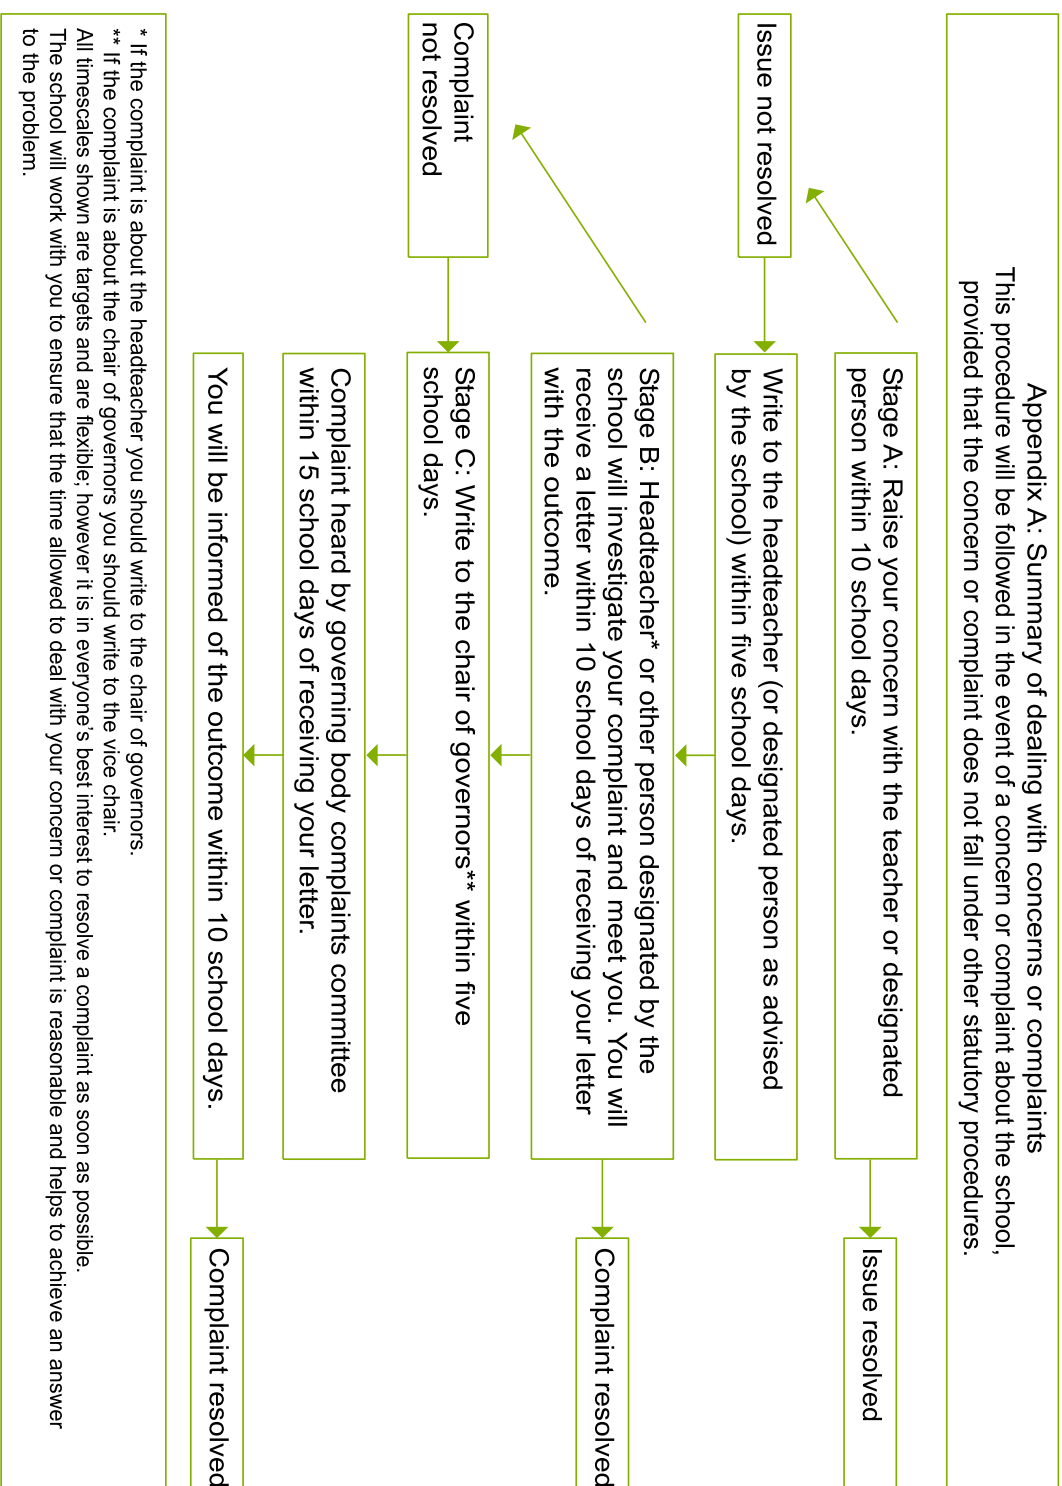 Appendix A: Summary of dealing with concerns or complaints
This procedure will be followed in the event of a concern or complaint about the school,
provided that the concern or complaint does not fall under other statutory procedures.
Stage A: Raise your concern with the teacher or designated
person within 10 school days.
Issue resolved
Issue not resolved
Write to the headteacher (or designated person as advised
by the school) within five school days.
Stage B: Headteacher* or other person designated by the
school will investigate your complaint and meet you. You will
receive a letter within 10 school days of receiving your letter
with the outcome.
Complaint resolved
Complaint
not resolved
Stage C: Write to the chair of governors** within five
school days.
Complaint heard by governing body complaints committee
within 15 school days of receiving your letter.
You will be informed of the outcome within 10 school days.
Complaint resolved
* If the complaint is about the headteacher you should write to the chair of governors.
** If the complaint is about the chair of governors you should write to the vice chair.
All timescales shown are targets and are flexible; however it is in everyone’s best interest to resolve a complaint as soon as possible.
The school will work with you to ensure that the time allowed to deal with your concern or complaint is reasonable and helps to achieve an answer
to the problem.